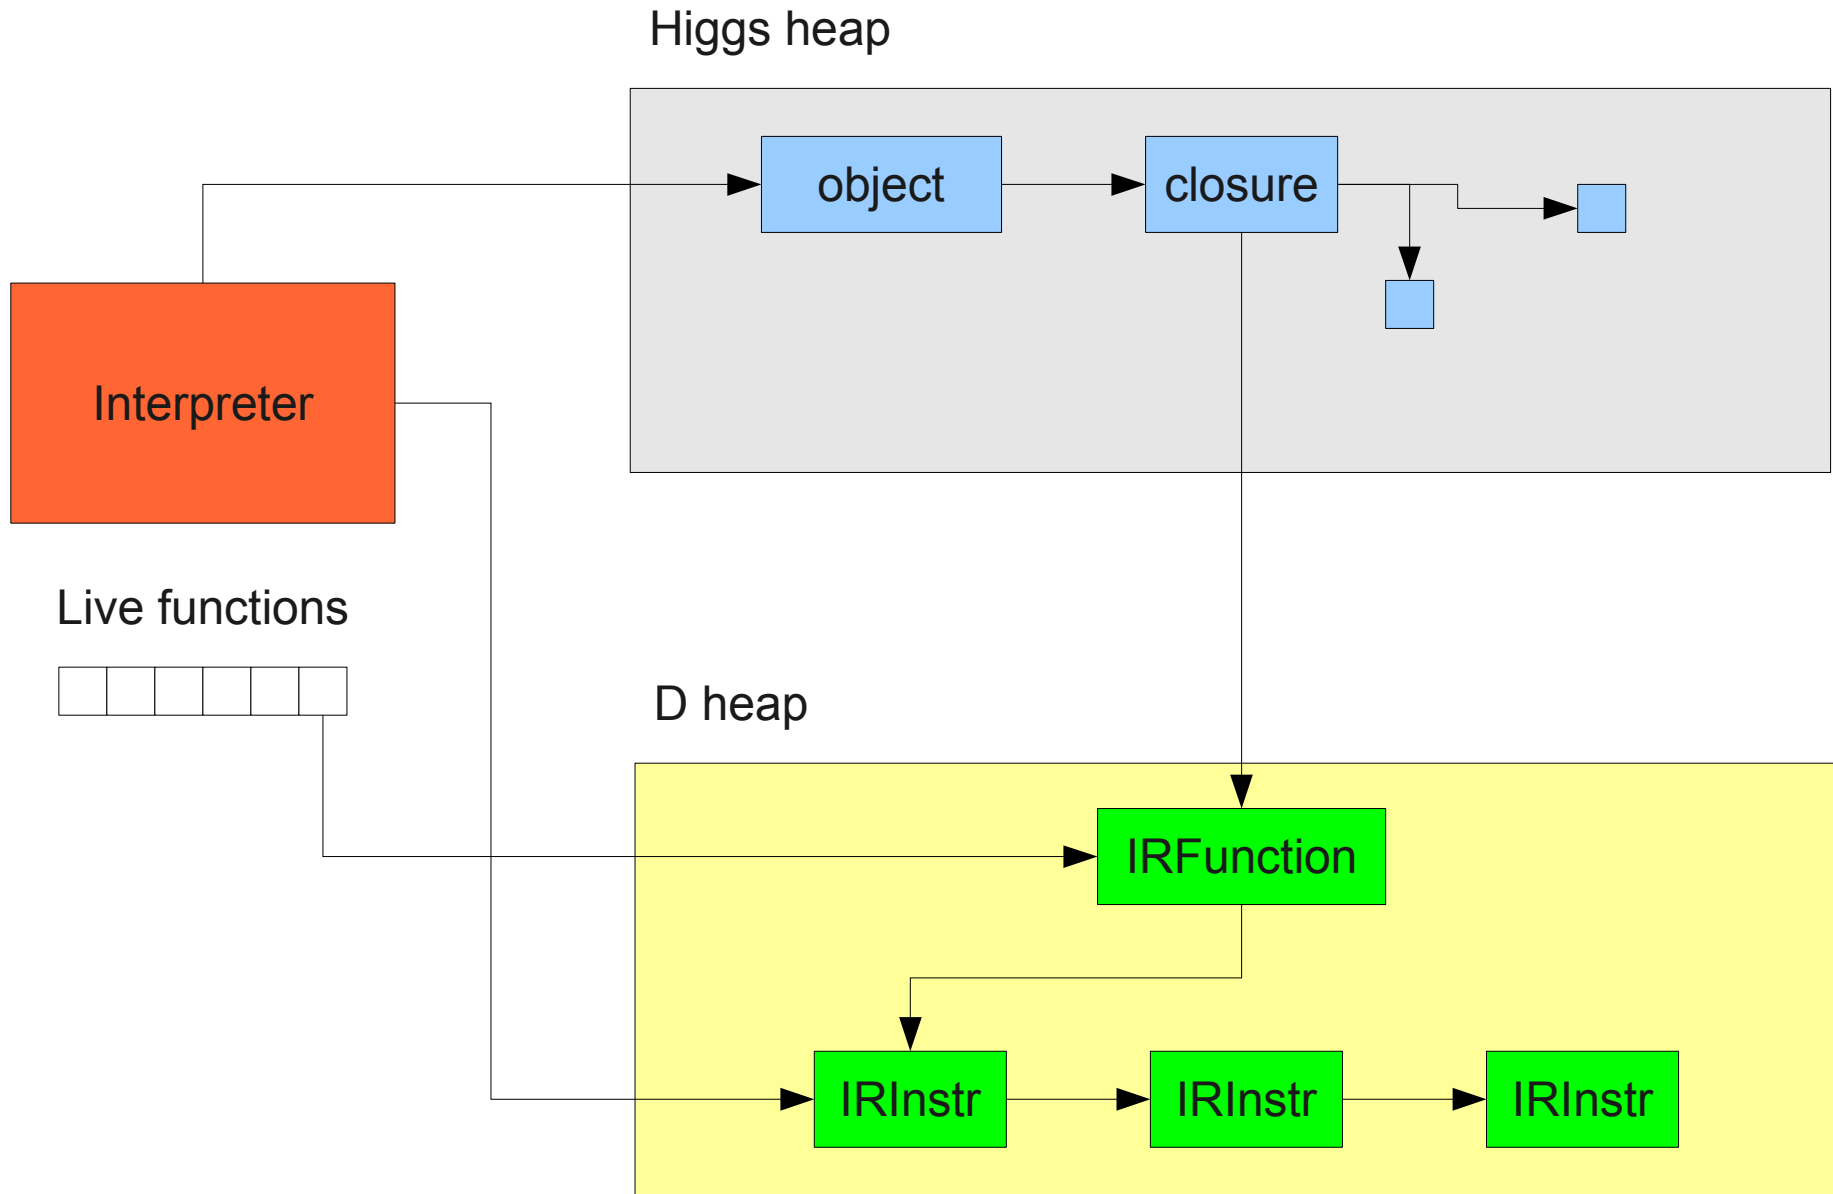 Higgs heap
object
closure
Interpreter
Live functions
D heap
IRFunction
IRInstr
IRInstr
IRInstr